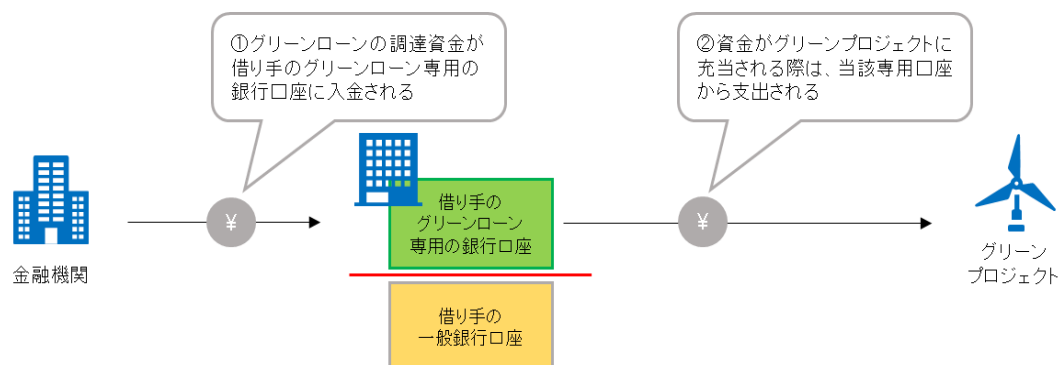 ①グリーンローンの調達資金が
借り手のグリーンローン専用の
銀行口座に入金される
②資金がグリーンプロジェクトに
充当される際は、当該専用口座
から支出される
金融機関
¥
借り手の
グリーンローン
専用の銀行口座
¥
グリーン
プロジェクト
借り手の
一般銀行口座